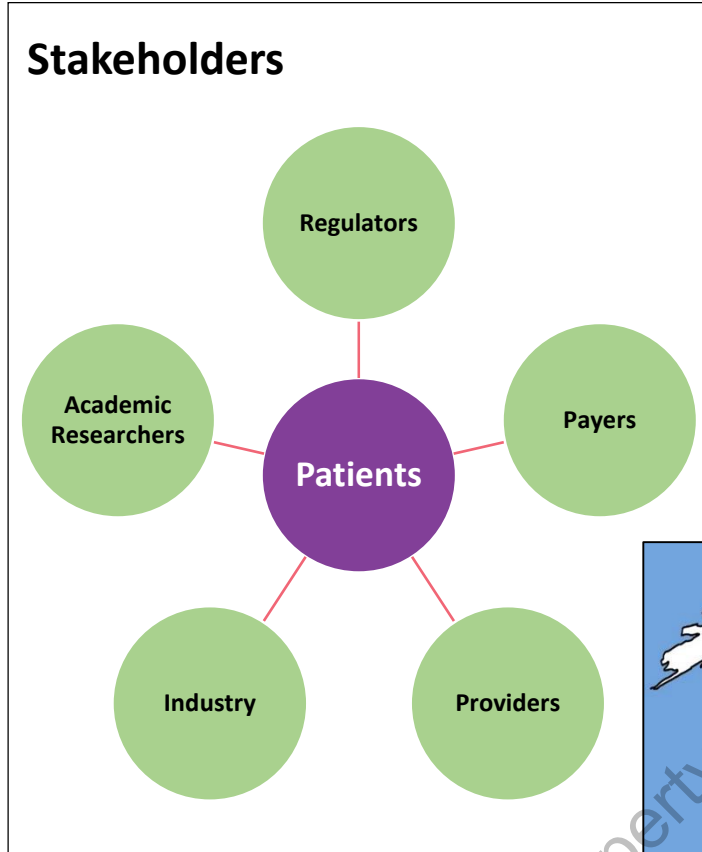 Stakeholders
Regulators
Academic
Researchers
Payers
Patients
Industry
Providers